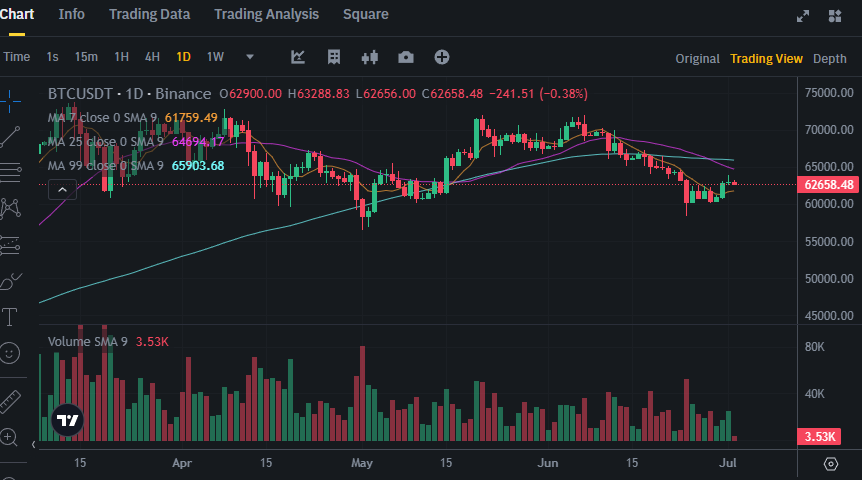 Chart Info Trading Data Trading Analysis Square
Time 1s 15m 1H 4H 1D 1W Original Trading View Depth
BTCUSDT · 1D · Binance O62900.00 H63288.83 L62656.00 C62658.48 −241.51 (−0.38%)
MA 7 close 0 SMA 9 61759.49
MA 25 close 0 SMA 9 64694.17
MA 99 close 0 SMA 9 65903.68
75000.00
70000.00
65000.00
62658.48
60000.00
55000.00
50000.00
45000.00
Volume SMA 9 3.53K
80K
40K
3.53K
15 Apr 15 May 15 Jun 15 Jul